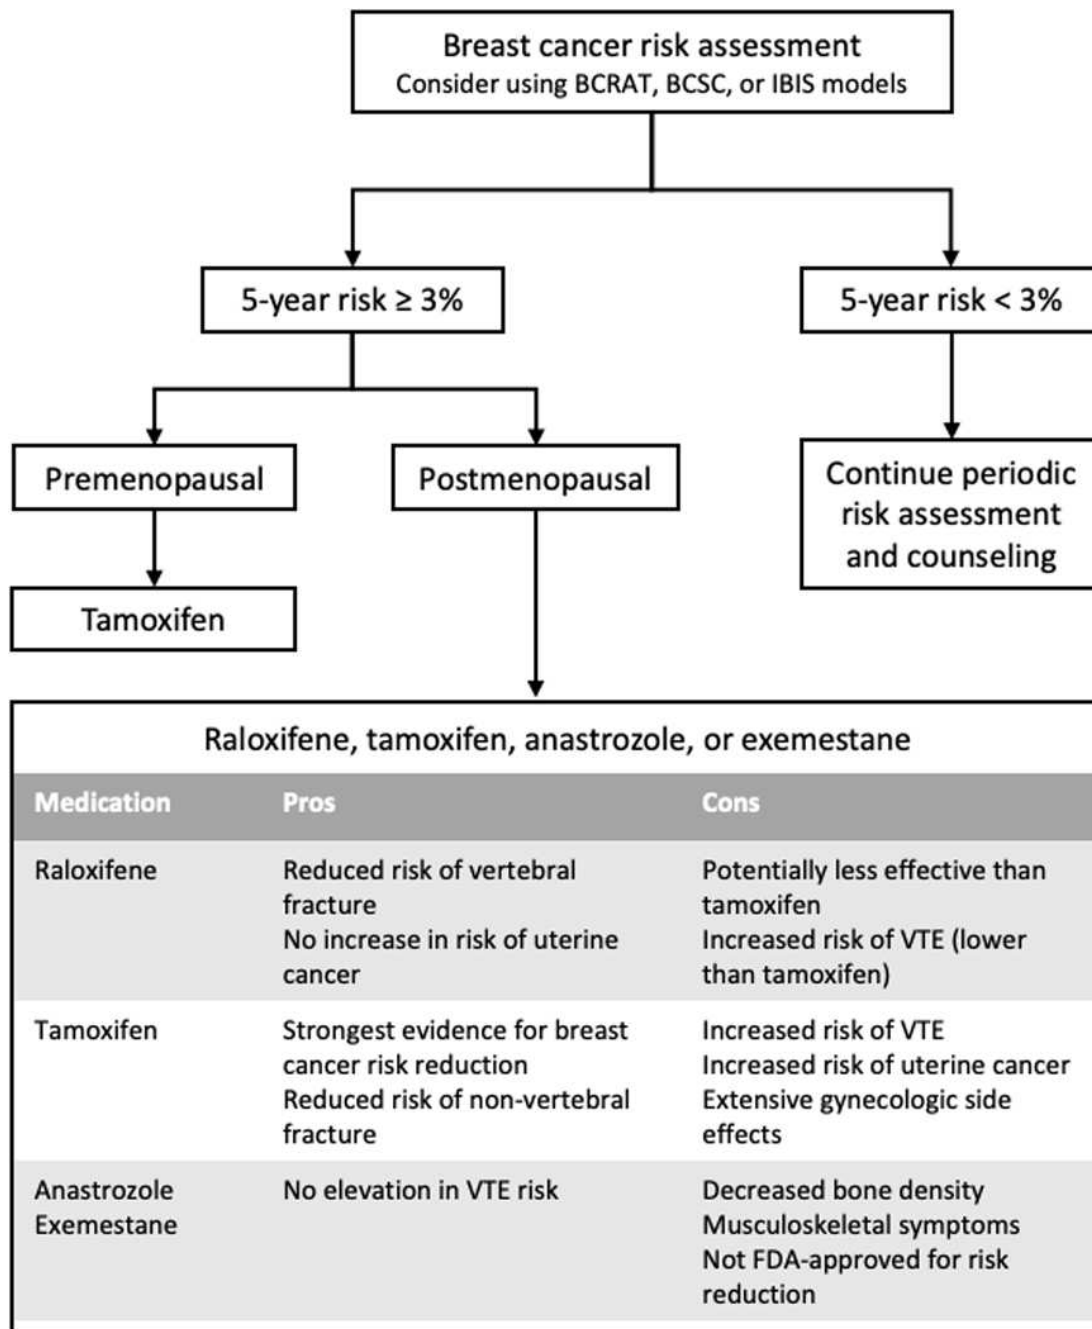 Breast cancer risk assessment
Consider using BCRAT, BCSC, or IBIS models
5-year risk ≥ 3%
5-year risk < 3%
Premenopausal
Postmenopausal
Continue periodic
risk assessment
and counseling
Tamoxifen
Raloxifene, tamoxifen, anastrozole, or exemestane
Medication Pros Cons
Raloxifene Reduced risk of vertebral Potentially less effective than
fracture tamoxifen
No increase in risk of uterine Increased risk of VTE (lower
cancer than tamoxifen)
Tamoxifen Strongest evidence for breast Increased risk of VTE
cancer risk reduction Increased risk of uterine cancer
Reduced risk of non-vertebral Extensive gynecologic side
fracture effects
Anastrozole No elevation in VTE risk Decreased bone density
Exemestane Musculoskeletal symptoms
Not FDA-approved for risk
reduction